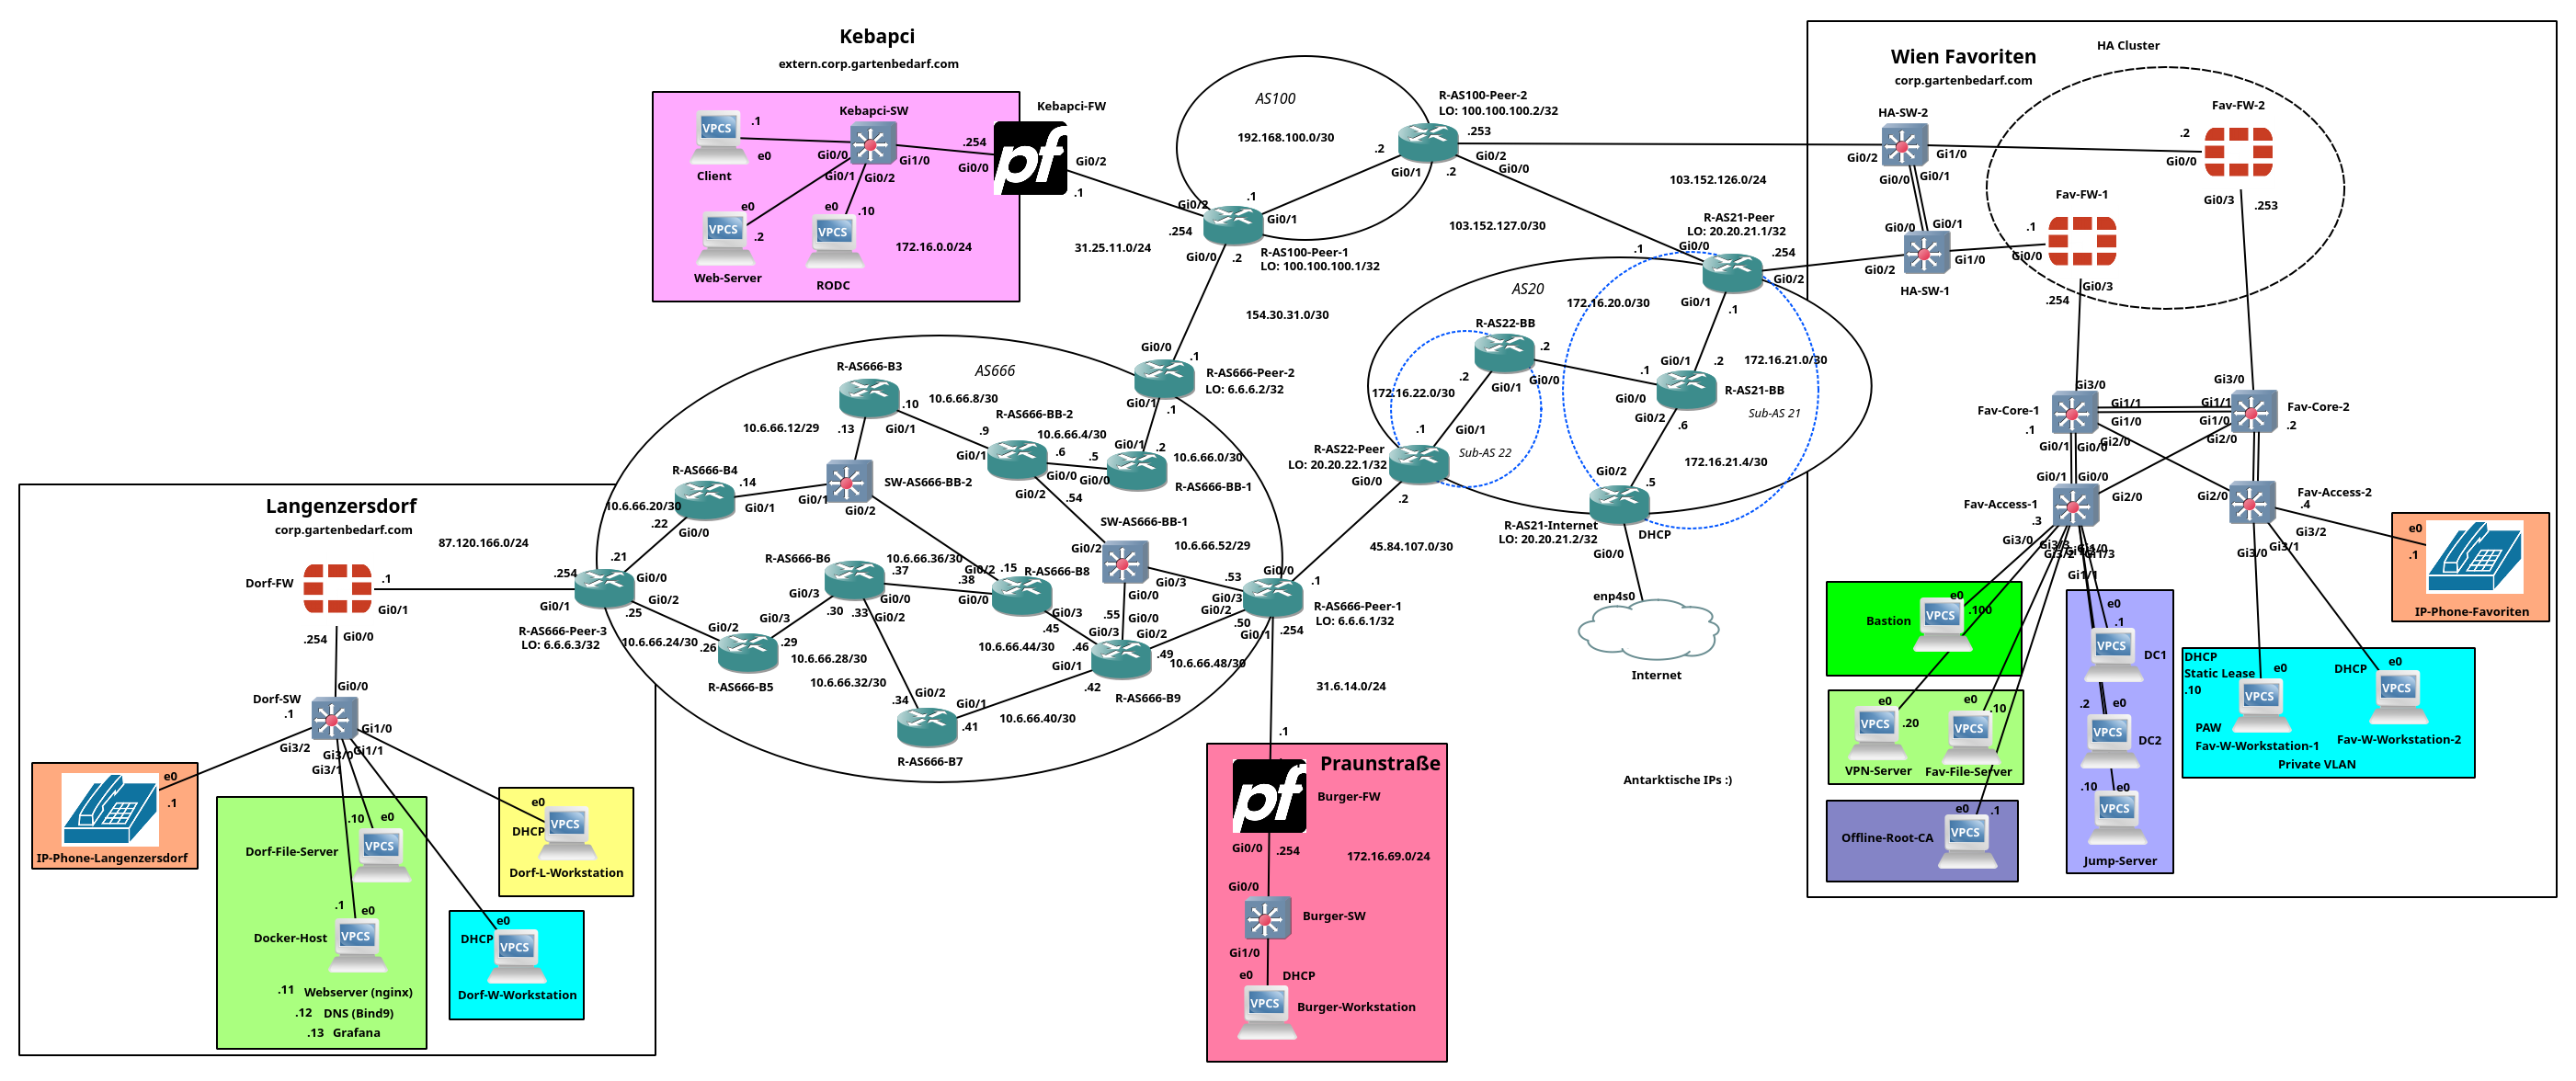 Kebapci
extern.corp.gartenbedarf.com
Kebapci-SW
Kebapci-FW
VPCS
.1
e0
Client
Gi0/0
Gi0/1
Gi0/2
Gi1/0
.254
Gi0/0
pf
Gi0/2
.1
e0
VPCS
.2
Web-Server
e0
.10
VPCS
RODC
172.16.0.0/24
31.25.11.0/24
AS100
192.168.100.0/30
R-AS100-Peer-2
LO: 100.100.100.2/32
.253
Gi0/2
Gi0/0
.2
Gi0/1
.2
Gi0/2
.1
Gi0/1
.254
Gi0/0
.2
R-AS100-Peer-1
LO: 100.100.100.1/32
154.30.31.0/30
103.152.126.0/24
103.152.127.0/30
Wien Favoriten
corp.gartenbedarf.com
HA Cluster
HA-SW-2
Gi0/2
Gi1/0
Gi0/0
Gi0/1
Gi0/0
Gi0/1
Gi0/2
Gi1/0
HA-SW-1
Fav-FW-2
.2
Gi0/0
Gi0/3
.253
Fav-FW-1
.1
Gi0/0
Gi0/3
.254
R-AS21-Peer
LO: 20.20.21.1/32
.1
Gi0/0
.254
Gi0/2
Gi0/1
.1
AS20
172.16.20.0/30
R-AS22-BB
.2
Gi0/0
.2
Gi0/1
172.16.22.0/30
Gi0/1
.2
172.16.21.0/30
.1
Gi0/0
R-AS21-BB
Gi0/2
.6
Sub-AS 21
.1
Gi0/1
R-AS22-Peer
LO: 20.20.22.1/32
Sub-AS 22
Gi0/0
.2
172.16.21.4/30
Gi0/2
.5
R-AS21-Internet
LO: 20.20.21.2/32
DHCP
Gi0/0
45.84.107.0/30
enp4s0
Internet
Antarktische IPs :)
AS666
Gi0/0
.1
R-AS666-Peer-2
LO: 6.6.6.2/32
Gi0/1
.1
R-AS666-B3
.10
10.6.66.8/30
Gi0/1
.13
10.6.66.12/29
R-AS666-BB-2
.9
Gi0/1
10.6.66.4/30
.6
Gi0/0
.5
Gi0/0
Gi0/1
.2
10.6.66.0/30
R-AS666-BB-1
Gi0/2
.54
R-AS666-B4
.14
Gi0/1
Gi0/1
SW-AS666-BB-2
Gi0/2
10.6.66.20/30
.22
Gi0/0
SW-AS666-BB-1
Gi0/2
10.6.66.52/29
Gi0/3
Gi0/0
.53
Gi0/3
Gi0/2
.50
Gi0/1
Gi0/0
.1
R-AS666-Peer-1
LO: 6.6.6.1/32
.254
R-AS666-B6
10.6.66.36/30
.37
Gi0/0
.38
Gi0/0
Gi0/2
.15
R-AS666-B8
Gi0/3
.30
.33
Gi0/2
Gi0/3
.45
.55
Gi0/0
Gi0/3
Gi0/2
.46
.49
10.6.66.44/30
10.6.66.48/30
Gi0/1
.42
R-AS666-B9
.21
.254
Gi0/0
Gi0/2
Gi0/1
.25
R-AS666-Peer-3
LO: 6.6.6.3/32
10.6.66.24/30
Gi0/2
.26
Gi0/3
.29
R-AS666-B5
10.6.66.28/30
10.6.66.32/30
Gi0/2
.34
Gi0/1
.41
R-AS666-B7
10.6.66.40/30
Langenzersdorf
corp.gartenbedarf.com
87.120.166.0/24
Dorf-FW
.1
Gi0/1
.254
Gi0/0
Gi0/0
Dorf-SW
.1
Gi1/0
Gi1/1
Gi3/2
Gi3/0
Gi3/1
e0
.1
IP-Phone-Langenzersdorf
.10
e0
Dorf-File-Server
VPCS
.1
e0
Docker-Host
VPCS
.11
Webserver (nginx)
.12
DNS (Bind9)
.13
Grafana
e0
DHCP
VPCS
Dorf-L-Workstation
e0
DHCP
VPCS
Dorf-W-Workstation
31.6.14.0/24
.1
Praunstraße
pf
Burger-FW
Gi0/0
.254
172.16.69.0/24
Gi0/0
Burger-SW
Gi1/0
e0
DHCP
VPCS
Burger-Workstation
Fav-Core-1
.1
Gi3/0
Gi1/1
Gi1/0
Gi2/0
Gi0/1
Gi0/0
Gi3/0
Gi1/1
Gi1/0
Gi2/0
Fav-Core-2
.2
Gi0/1
Gi0/0
Gi2/0
Fav-Access-1
.3
Gi3/0
Gi3/3
Gi3/2
Gi1/3
Gi1/1
Gi2/0
Fav-Access-2
.4
Gi3/2
Gi3/1
Gi3/0
e0
.1
IP-Phone-Favoriten
Bastion
e0
.100
VPCS
e0
.20
VPCS
VPN-Server
e0
.10
VPCS
Fav-File-Server
e0
.1
Offline-Root-CA
VPCS
e0
.1
VPCS
DC1
.2
e0
VPCS
DC2
.10
e0
VPCS
Jump-Server
DHCP
Static Lease
.10
e0
VPCS
PAW
Fav-W-Workstation-1
DHCP
e0
VPCS
Fav-W-Workstation-2
Private VLAN